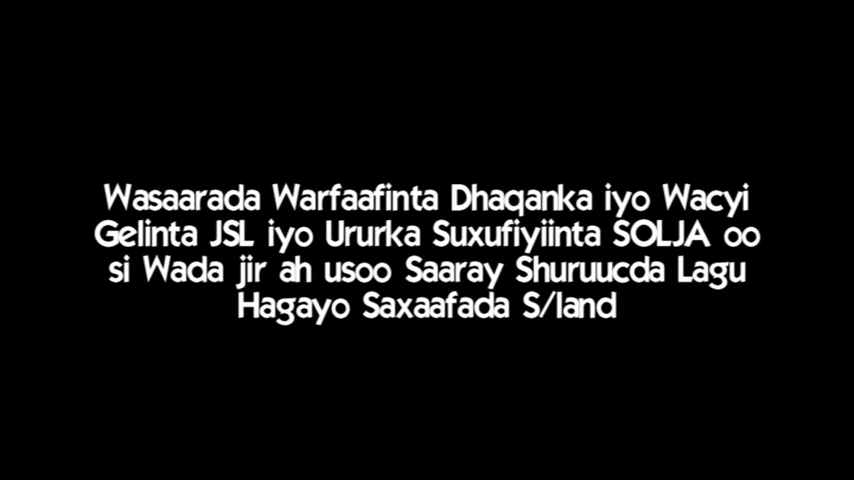 Wasaarada Warfaafinta Dhaqanka iyo Wacyi
Gelinta JSL iyo Ururka Suxufiyiinta SOLJA oo
si Wada jir ah usoo Saaray Shuruucda Lagu
Hagayo Saxaafada S/land